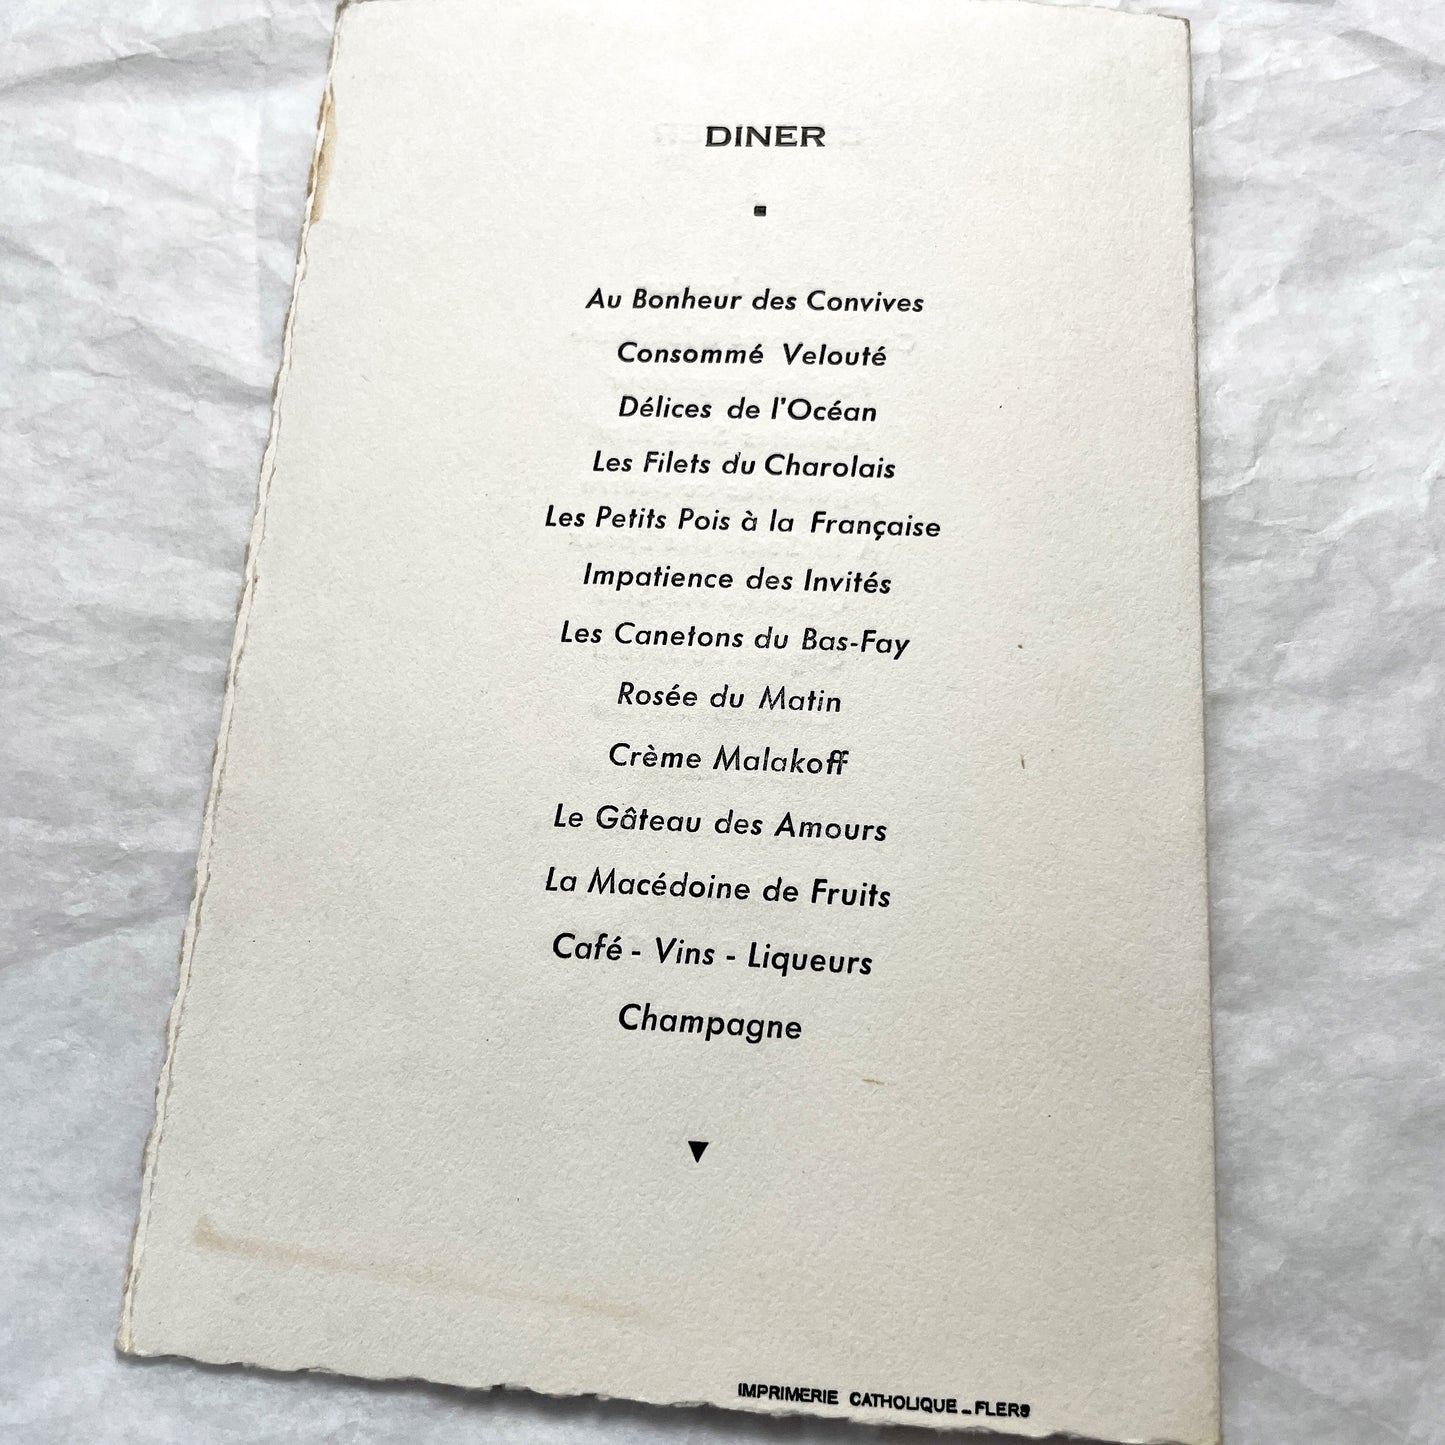 DINER
Au Bonheur des Convives
Consommé Velouté
Délices de l'Océan
Les Filets du Charolais
Les Petits Pois à la Française
Impatience des Invités
Les Canetons du Bas-Fay
Rosée du Matin
Crème Malakoff
Le Gâteau des Amours
La Macédoine de Fruits
Café - Vins - Liqueurs
Champagne
IMPRIMERIE CATHOLIQUE - FLERS